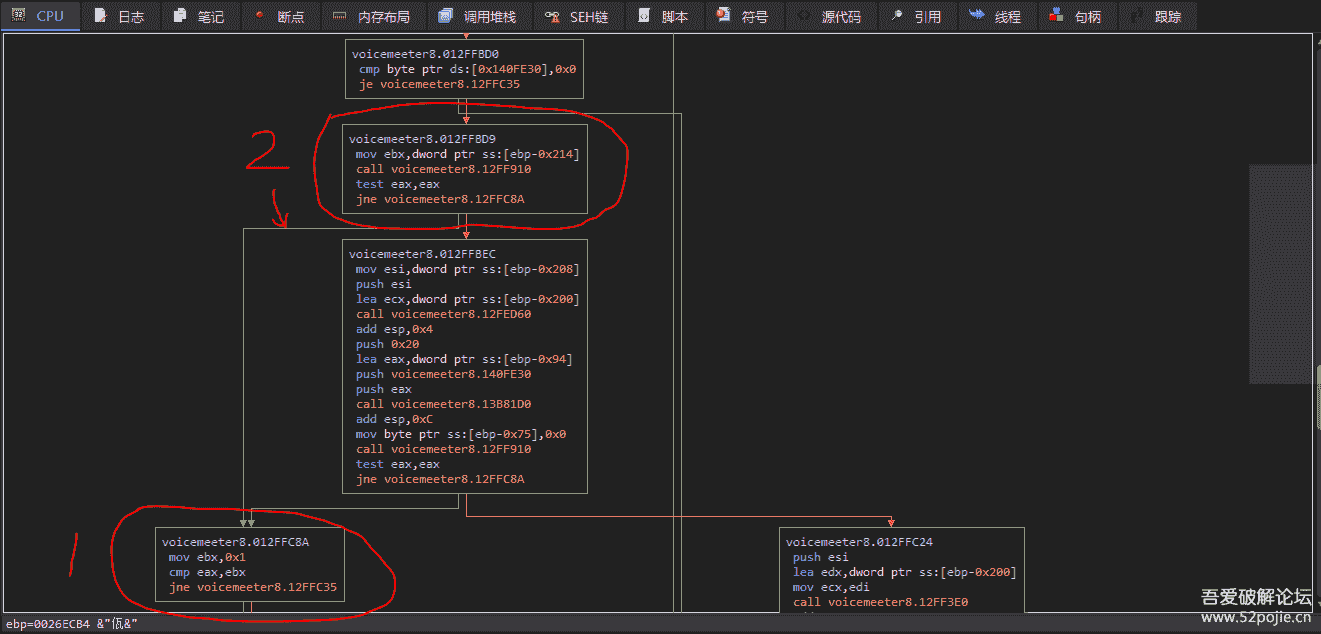 CPU 日志 笔记 断点 内存布局 调用堆栈 SEH链 脚本 符号 源代码 引用 线程 句柄 跟踪
voicemeeter8.012FFBD0
cmp byte ptr ds:[0x140FE30],0x0
je voicemeeter8.12FFC35
2
voicemeeter8.012FFBD9
mov ebx,dword ptr ss:[ebp-0x214]
call voicemeeter8.12FF910
test eax,eax
jne voicemeeter8.12FFC8A
voicemeeter8.012FFBEC
mov esi,dword ptr ss:[ebp-0x208]
push esi
lea ecx,dword ptr ss:[ebp-0x200]
call voicemeeter8.12FED60
add esp,0x4
push 0x20
lea eax,dword ptr ss:[ebp-0x94]
push voicemeeter8.140FE30
push eax
call voicemeeter8.13B81D0
add esp,0xC
mov byte ptr ss:[ebp-0x75],0x0
call voicemeeter8.12FF910
test eax,eax
jne voicemeeter8.12FFC8A
1
voicemeeter8.012FFC8A
mov ebx,0x1
cmp eax,ebx
jne voicemeeter8.12FFC35
voicemeeter8.012FFC24
push esi
lea edx,dword ptr ss:[ebp-0x200]
mov ecx,edi
call voicemeeter8.12FF3E0
吾爱破解论坛
www.52pojie.cn
ebp=0026ECB4 &"佤&"